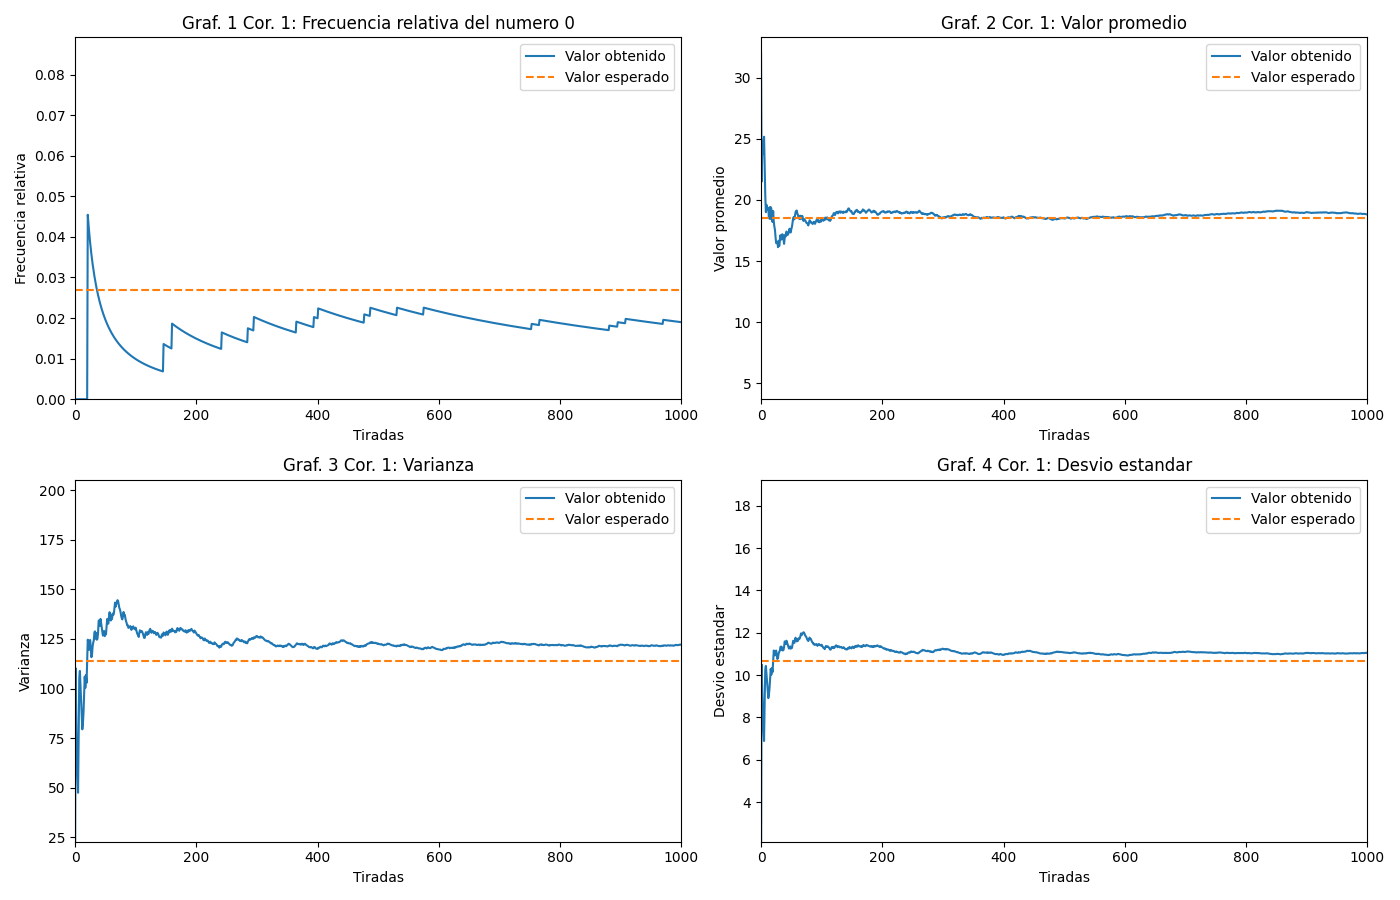 Graf. 1 Cor. 1: Frecuencia relativa del numero 0
Frecuencia relativa
0.08
0.07
0.06
0.05
0.04
0.03
0.02
0.01
0.00
0 200 400 600 800 1000
Tiradas
Valor obtenido
Valor esperado
Graf. 2 Cor. 1: Valor promedio
Valor promedio
30
25
20
15
10
5
0 200 400 600 800 1000
Tiradas
Valor obtenido
Valor esperado
Graf. 3 Cor. 1: Varianza
Varianza
200
175
150
125
100
75
50
25
0 200 400 600 800 1000
Tiradas
Valor obtenido
Valor esperado
Graf. 4 Cor. 1: Desvio estandar
Desvio estandar
18
16
14
12
10
8
6
4
0 200 400 600 800 1000
Tiradas
Valor obtenido
Valor esperado